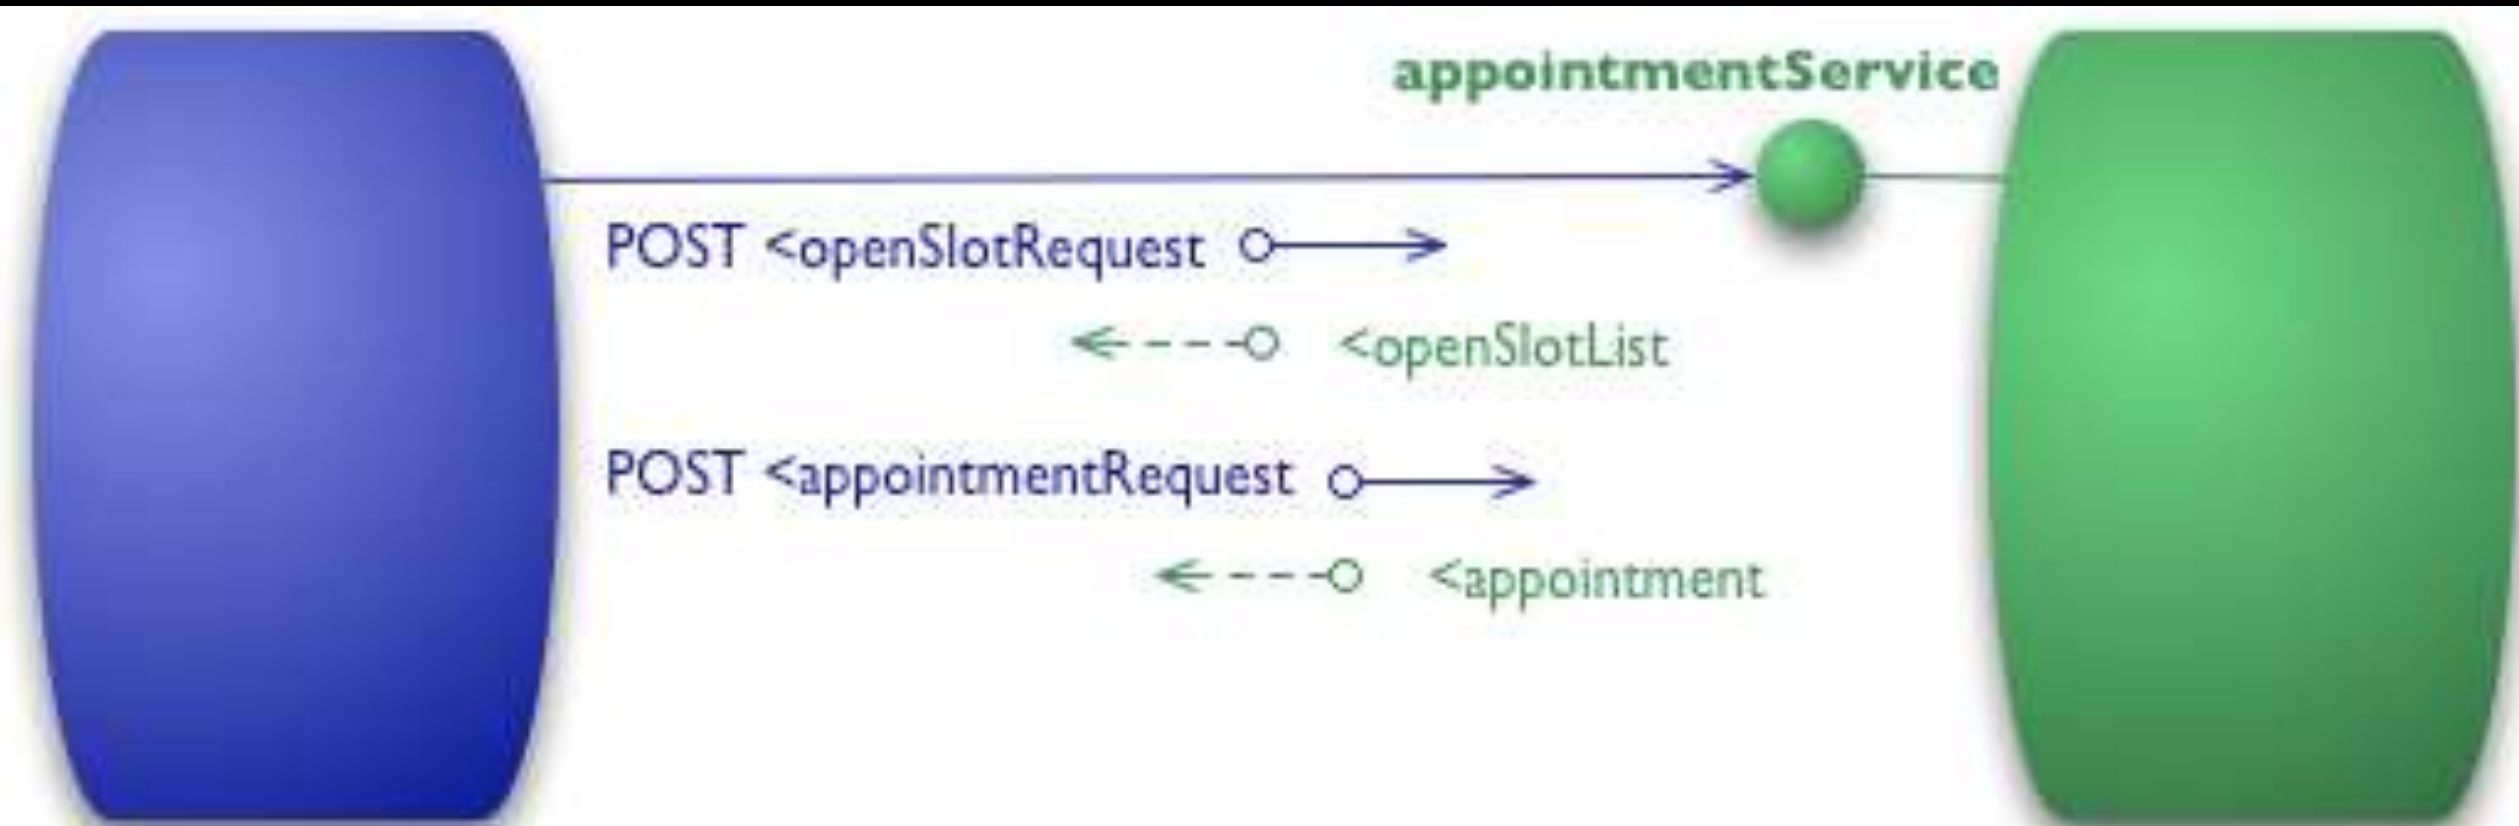 appointmentService
POST <openSlotRequest
<openSlotList
POST <appointmentRequest
<appointment